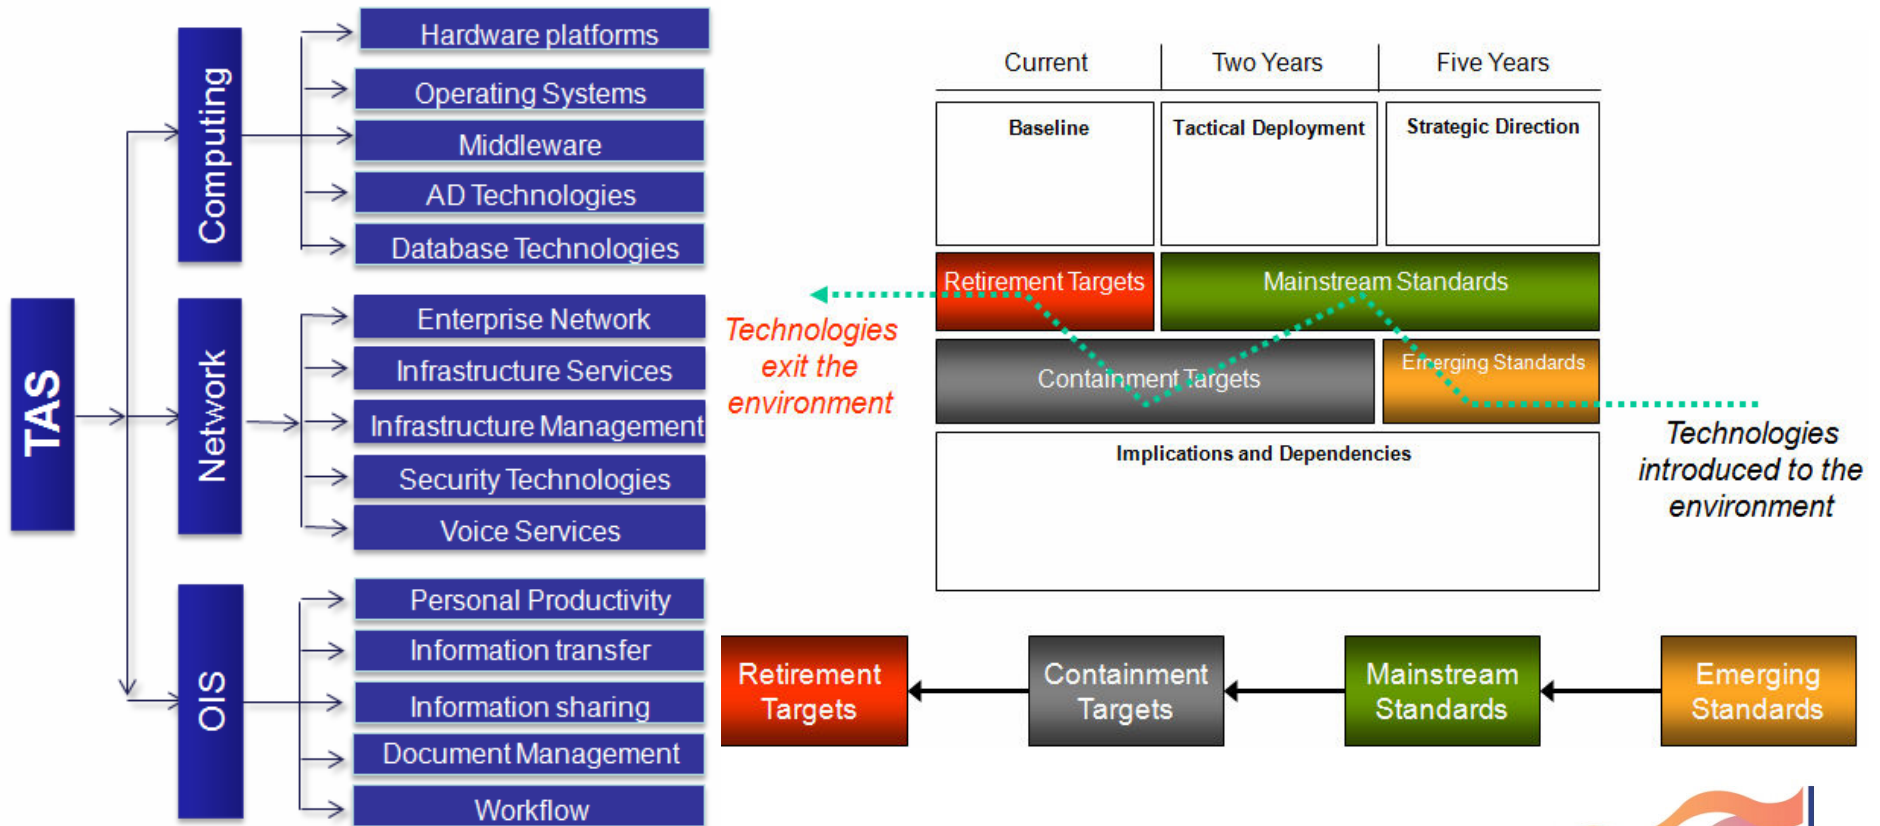 TAS
Computing
Hardware platforms
Operating Systems
Middleware
AD Technologies
Database Technologies
Network
Enterprise Network
Infrastructure Services
Infrastructure Management
Security Technologies
Voice Services
OIS
Personal Productivity
Information transfer
Information sharing
Document Management
Workflow
Current
Two Years
Five Years
Baseline
Tactical Deployment
Strategic Direction
Retirement Targets
Mainstream Standards
Technologies
exit the
environment
Containment Targets
Emerging Standards
Implications and Dependencies
Technologies
introduced to the
environment
Retirement
Targets
Containment
Targets
Mainstream
Standards
Emerging
Standards